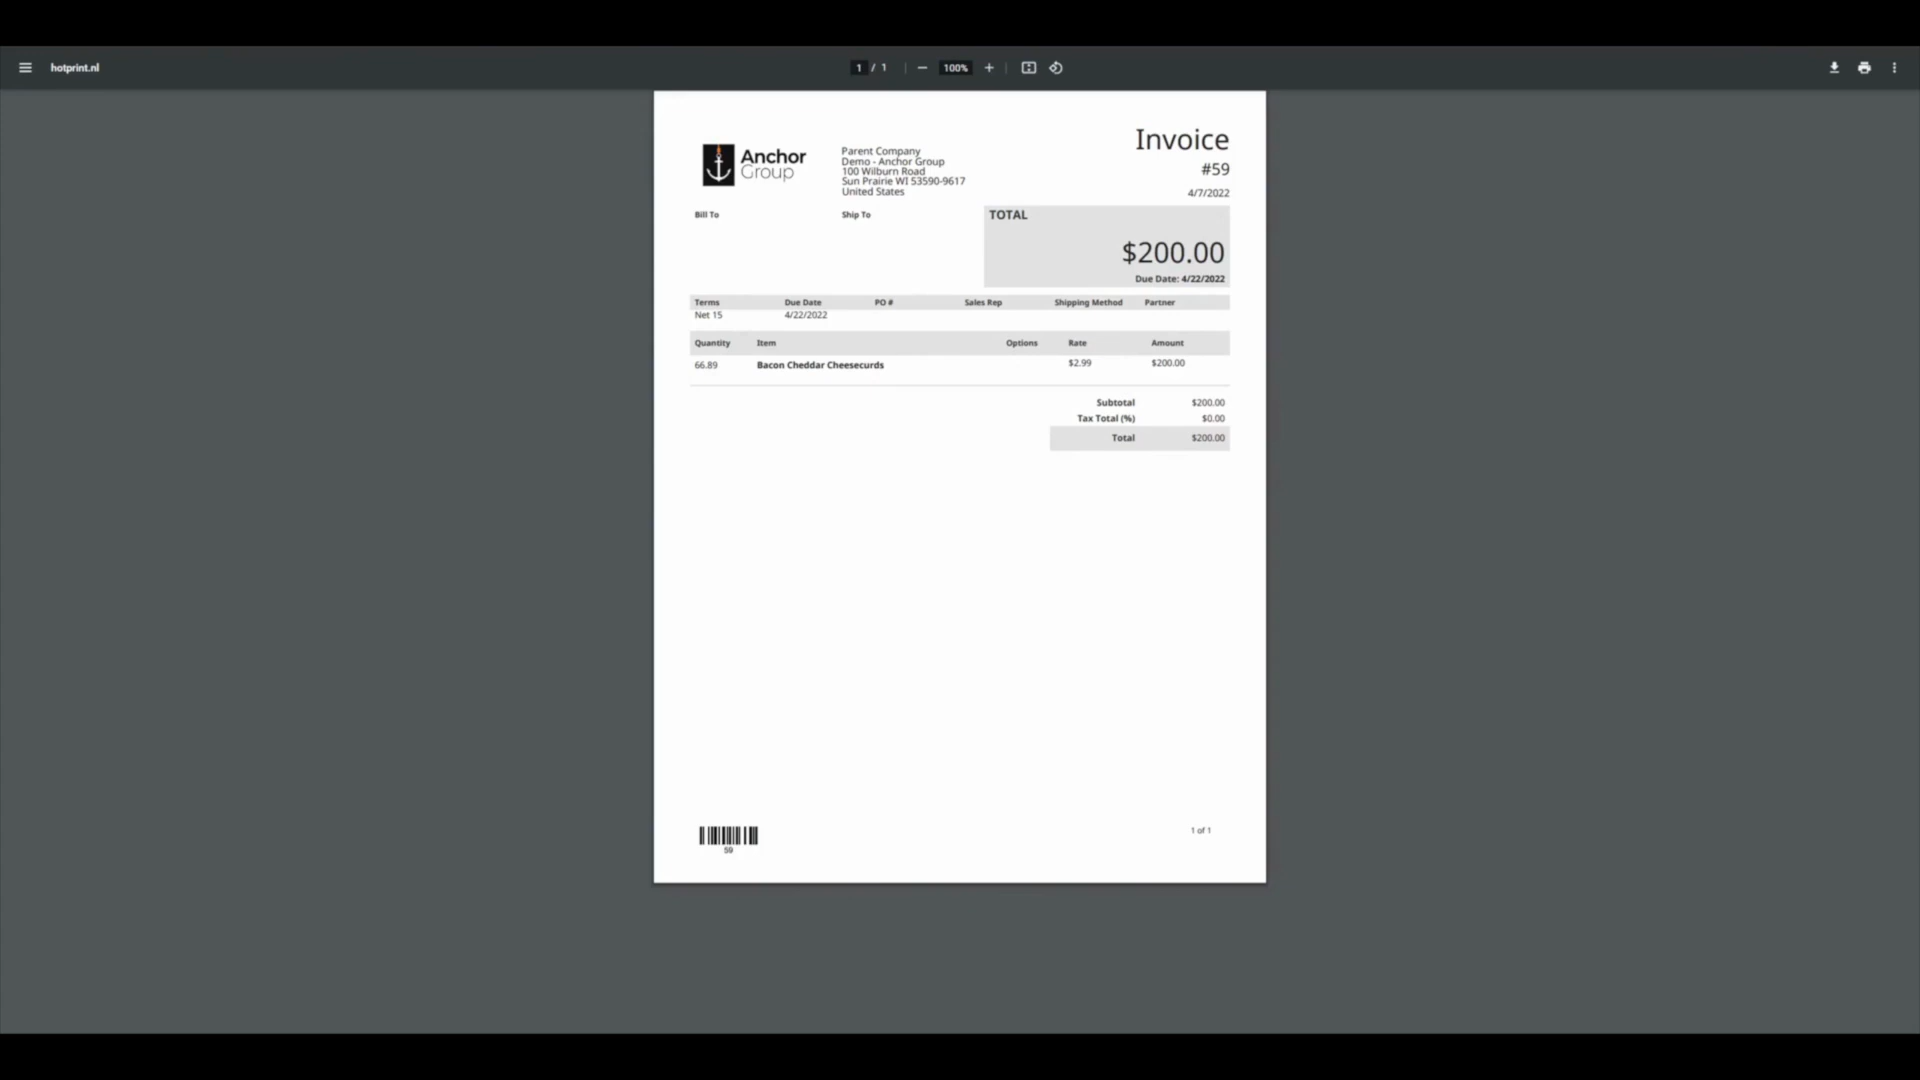 hotprint.nl
1 / 1
100%
Invoice
#59
4/7/2022
Anchor
Group
Parent Company
Demo - Anchor Group
100 Wilburn Road
Sun Prairie WI 53590-9617
United States
Bill To
Ship To
TOTAL
$200.00
Due Date: 4/22/2022
Terms Due Date PO # Sales Rep Shipping Method Partner
Net 15 4/22/2022
Quantity Item Options Rate Amount
66.89 Bacon Cheddar Cheesecurds $2.99 $200.00
Subtotal $200.00
Tax Total (%) $0.00
Total $200.00
59
1 of 1